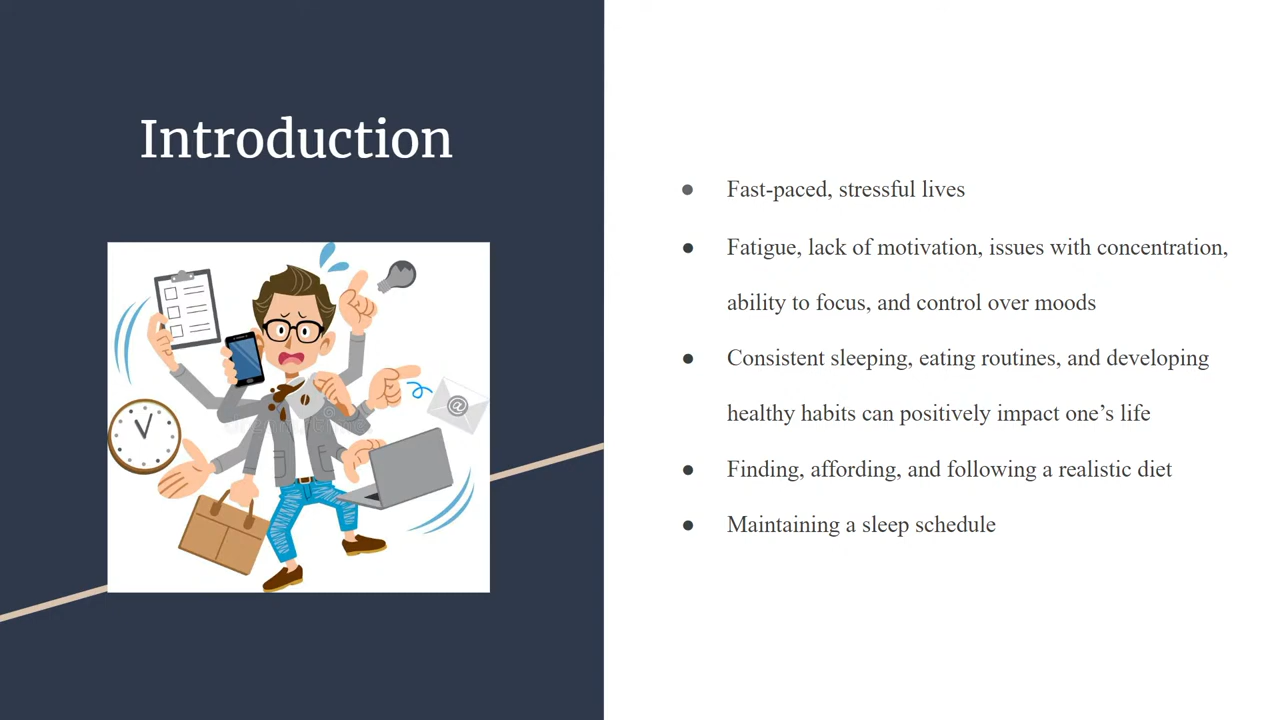 Introduction
Fast-paced, stressful lives
Fatigue, lack of motivation, issues with concentration,
ability to focus, and control over moods
Consistent sleeping, eating routines, and developing
healthy habits can positively impact one’s life
Finding, affording, and following a realistic diet
Maintaining a sleep schedule
@